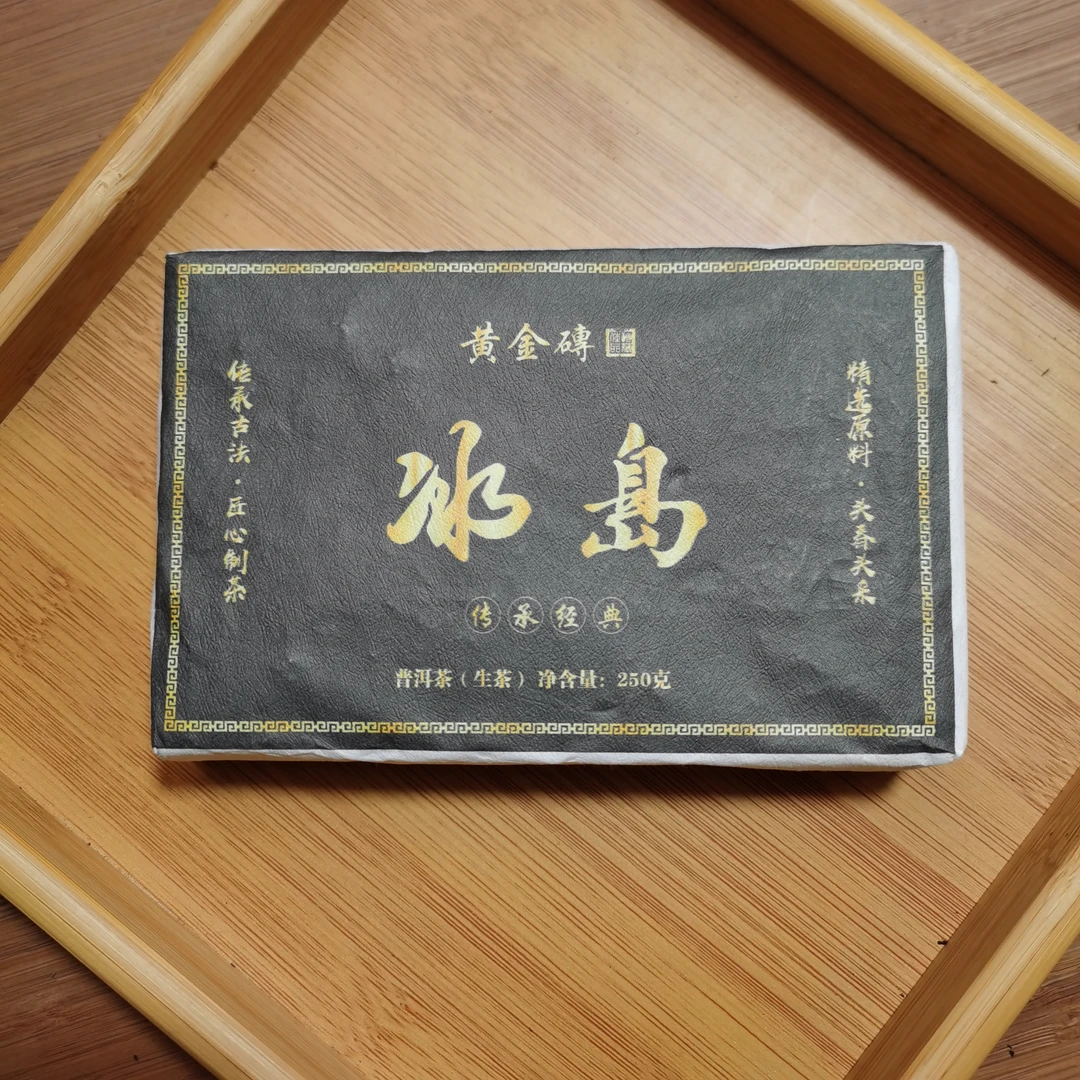 黄金磚
冰島
传承经典
普洱茶（生茶）净含量：250克
精选原料·头春头采
传承古法·匠心制茶